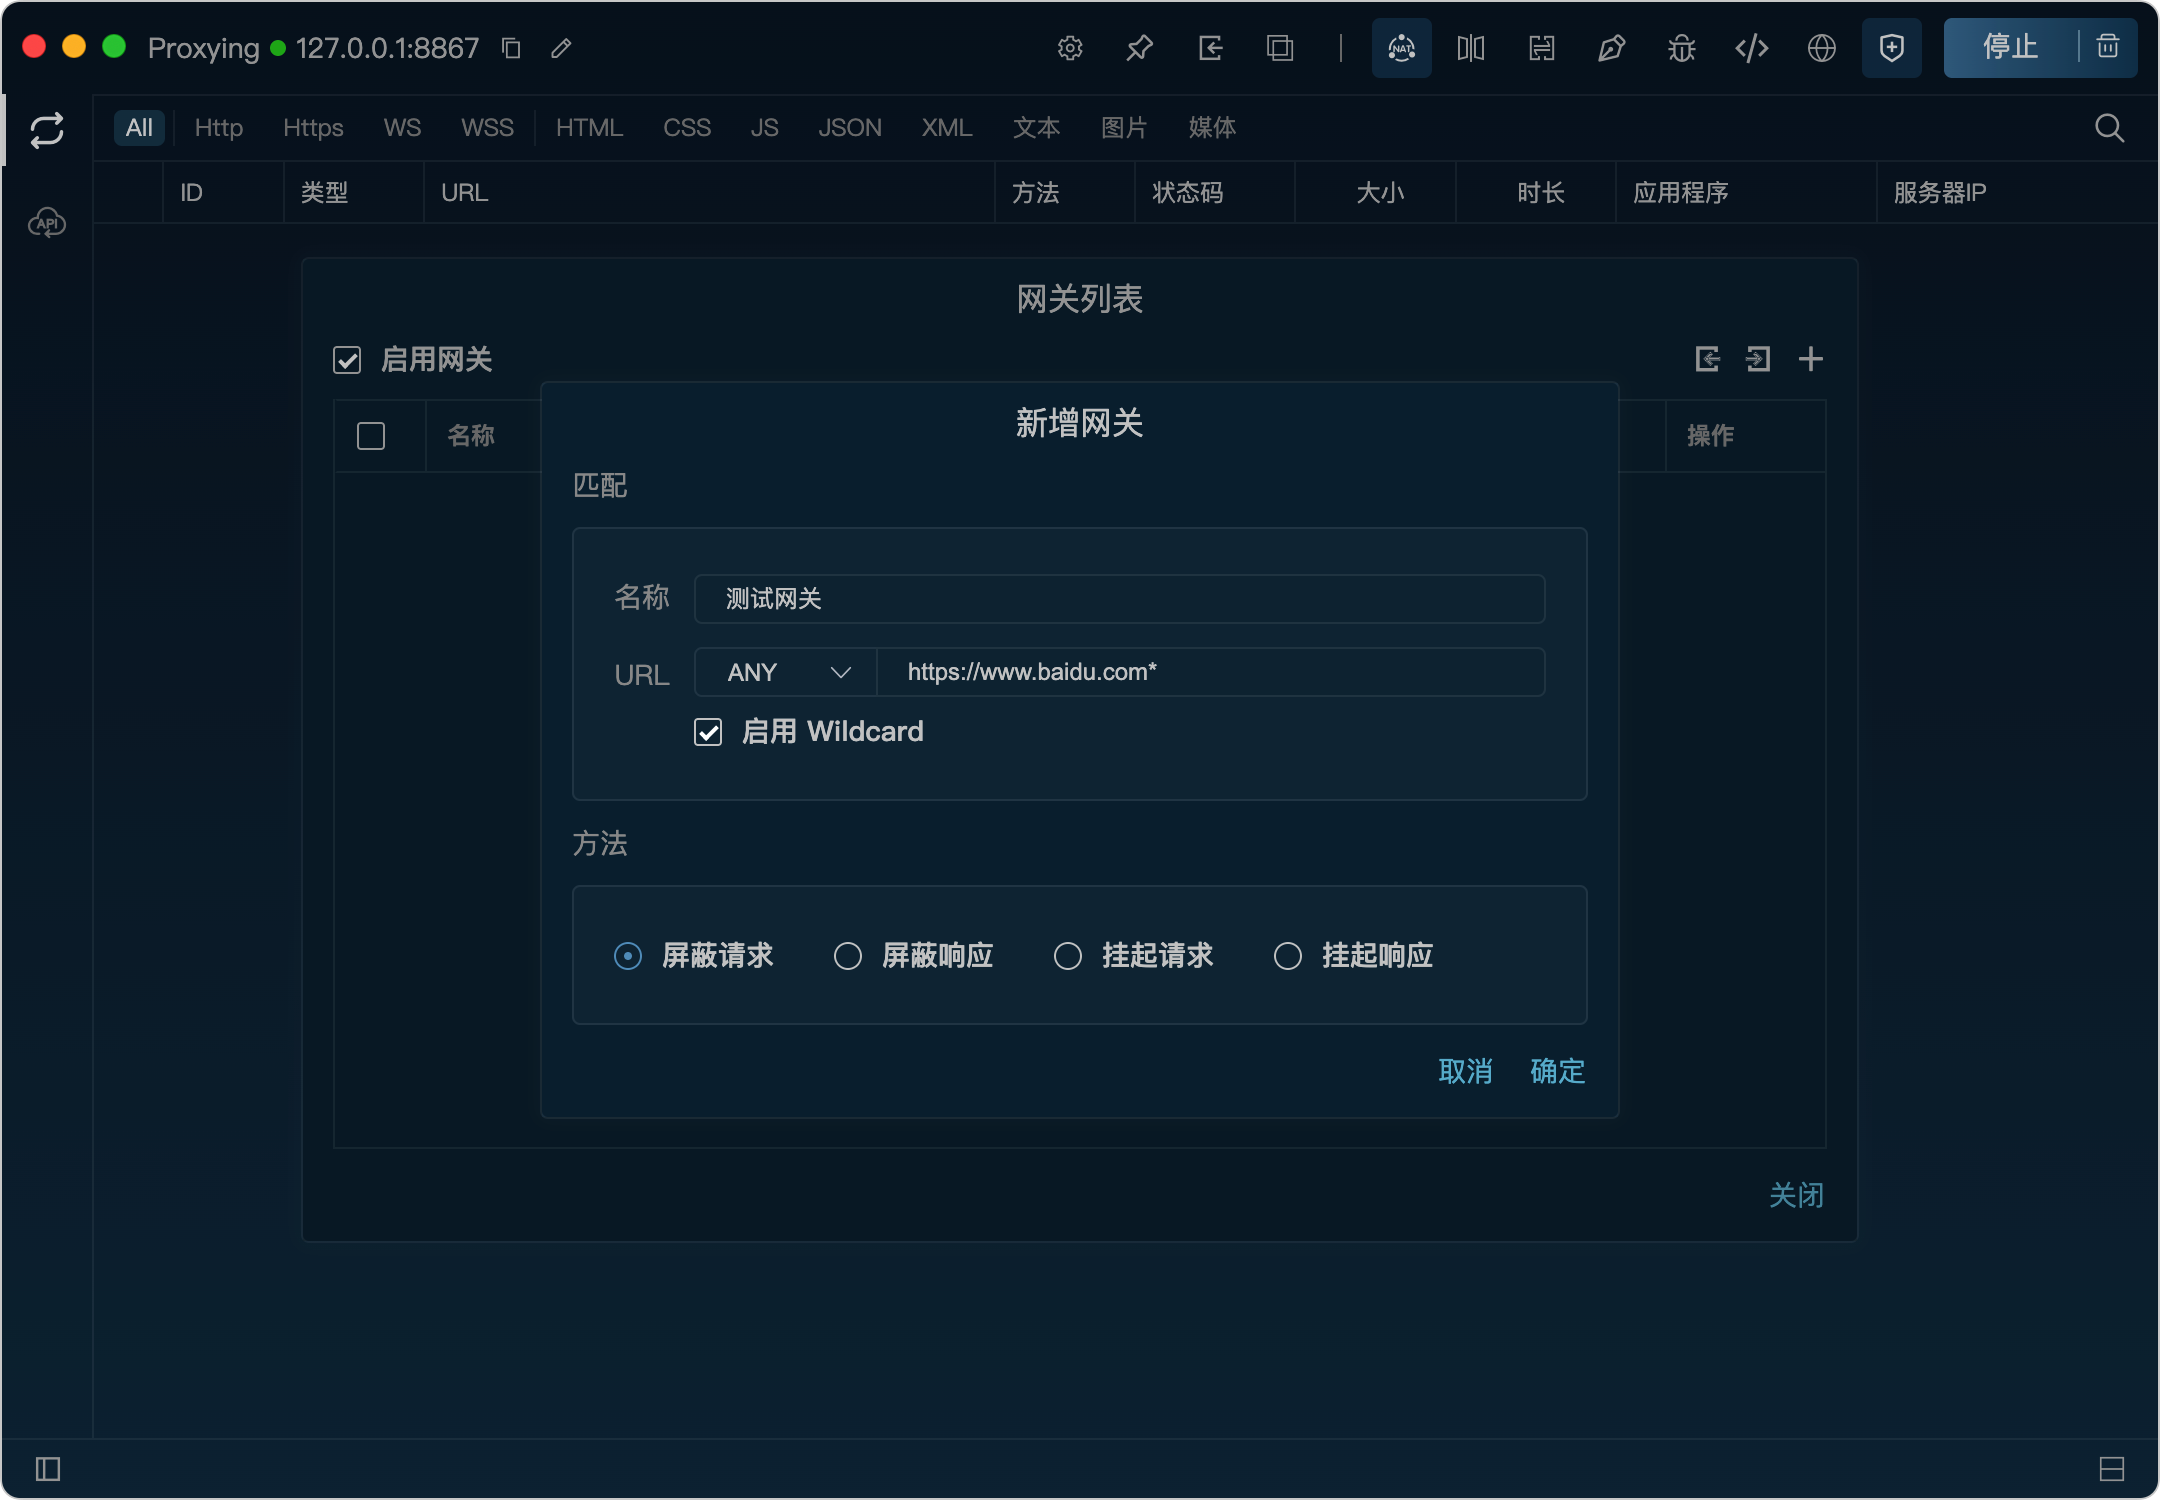 Proxying 127.0.0.1:8867
NAT
停止
API
All Http Https WS WSS HTML CSS JS JSON XML 文本 图片 媒体
ID 类型 URL 方法 状态码 大小 时长 应用程序 服务器IP
网关列表
启用网关
名称 操作
新增网关
匹配
名称 测试网关
URL ANY https://www.baidu.com*
启用 Wildcard
方法
屏蔽请求 屏蔽响应 挂起请求 挂起响应
取消 确定
关闭